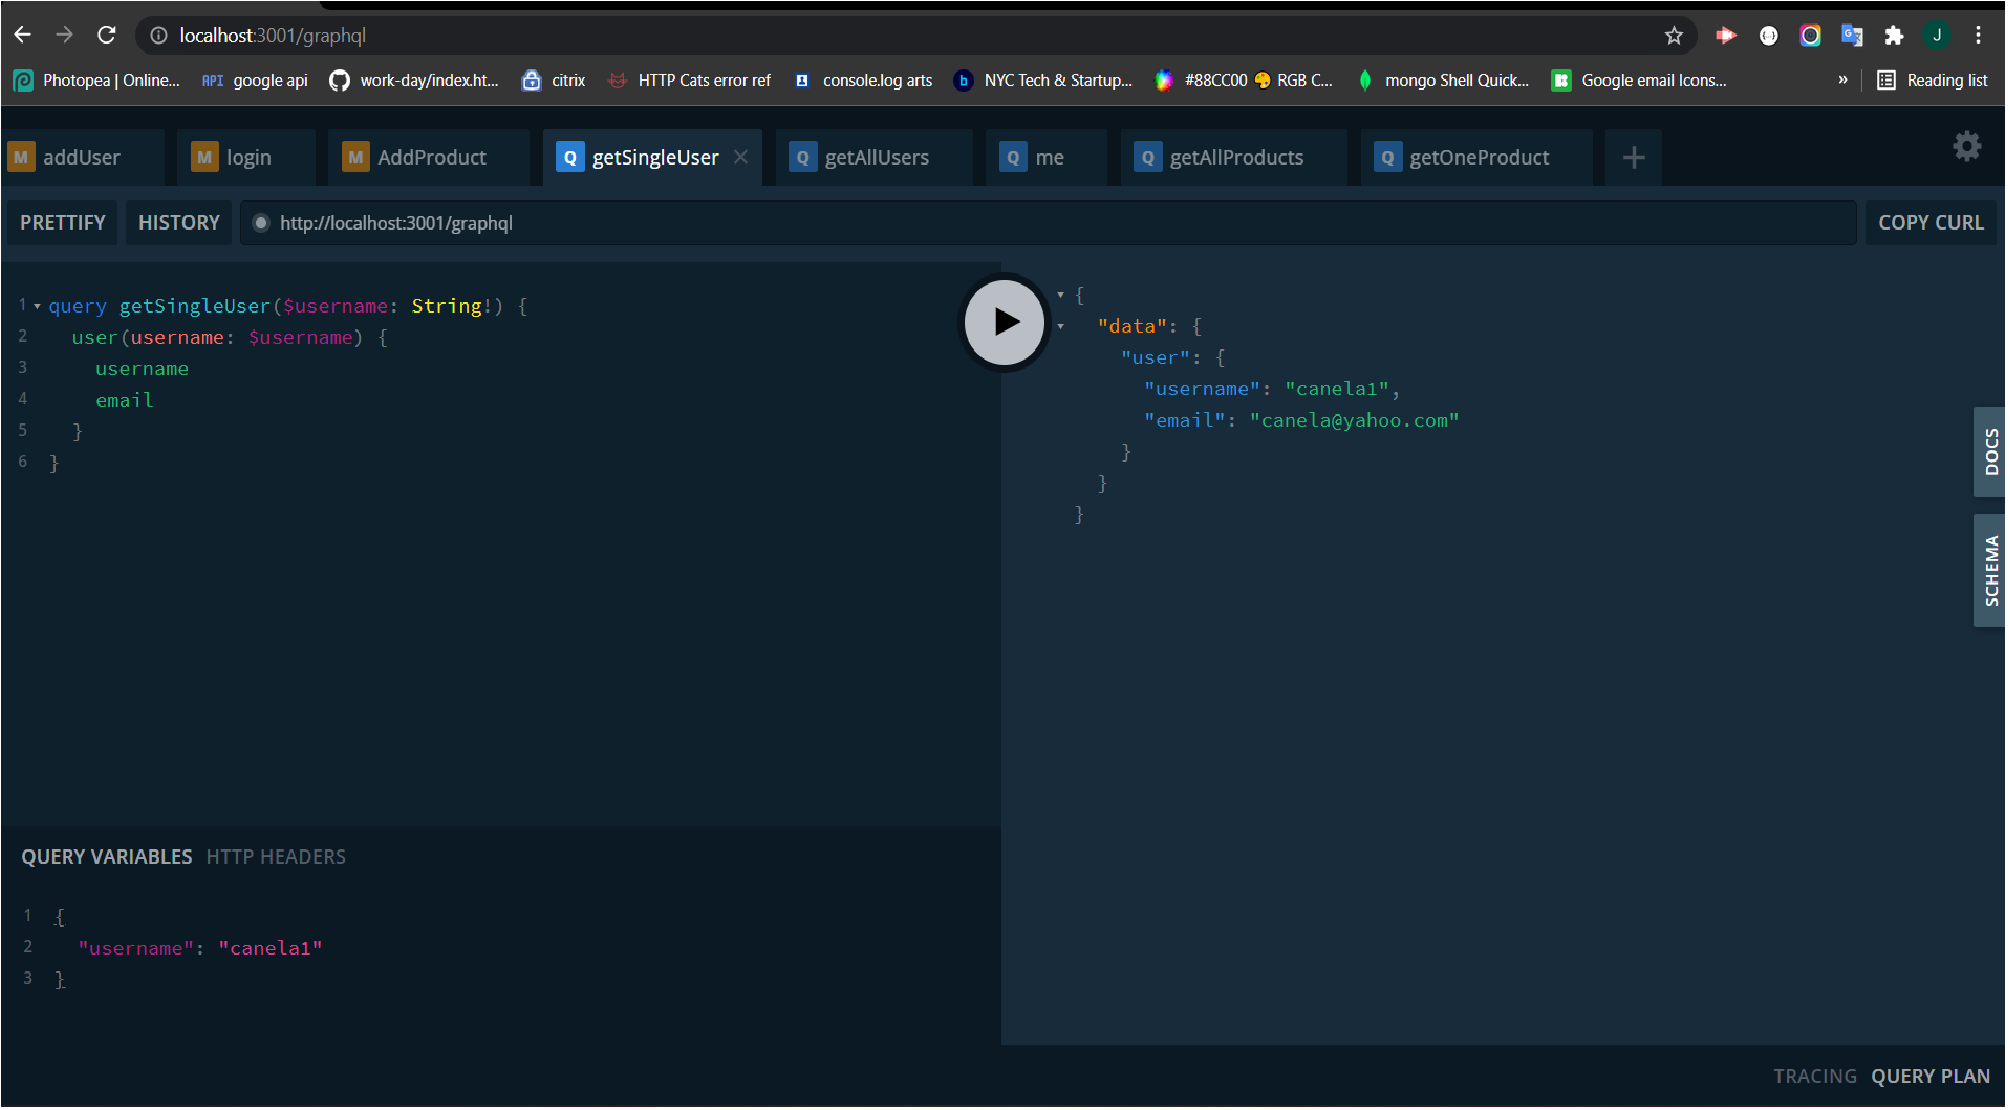 localhost:3001/graphql
J
Photopea | Online... API google api work-day/index.ht... citrix HTTP Cats error ref console.log arts b NYC Tech & Startup... #88CC00 RGB C... mongo Shell Quick... Google email Icons... » Reading list
M addUser M login M AddProduct Q getSingleUser Q getAllUsers Q me Q getAllProducts Q getOneProduct +
PRETTIFY HISTORY http://localhost:3001/graphql COPY CURL
1 query getSingleUser($username: String!) {
2 user(username: $username) {
3 username
4 email
5 }
6 }
{
"data": {
"user": {
"username": "canela1",
"email": "canela@yahoo.com"
}
}
}
DOCS
SCHEMA
QUERY VARIABLES HTTP HEADERS
1 {
2 "username": "canela1"
3 }
TRACING QUERY PLAN